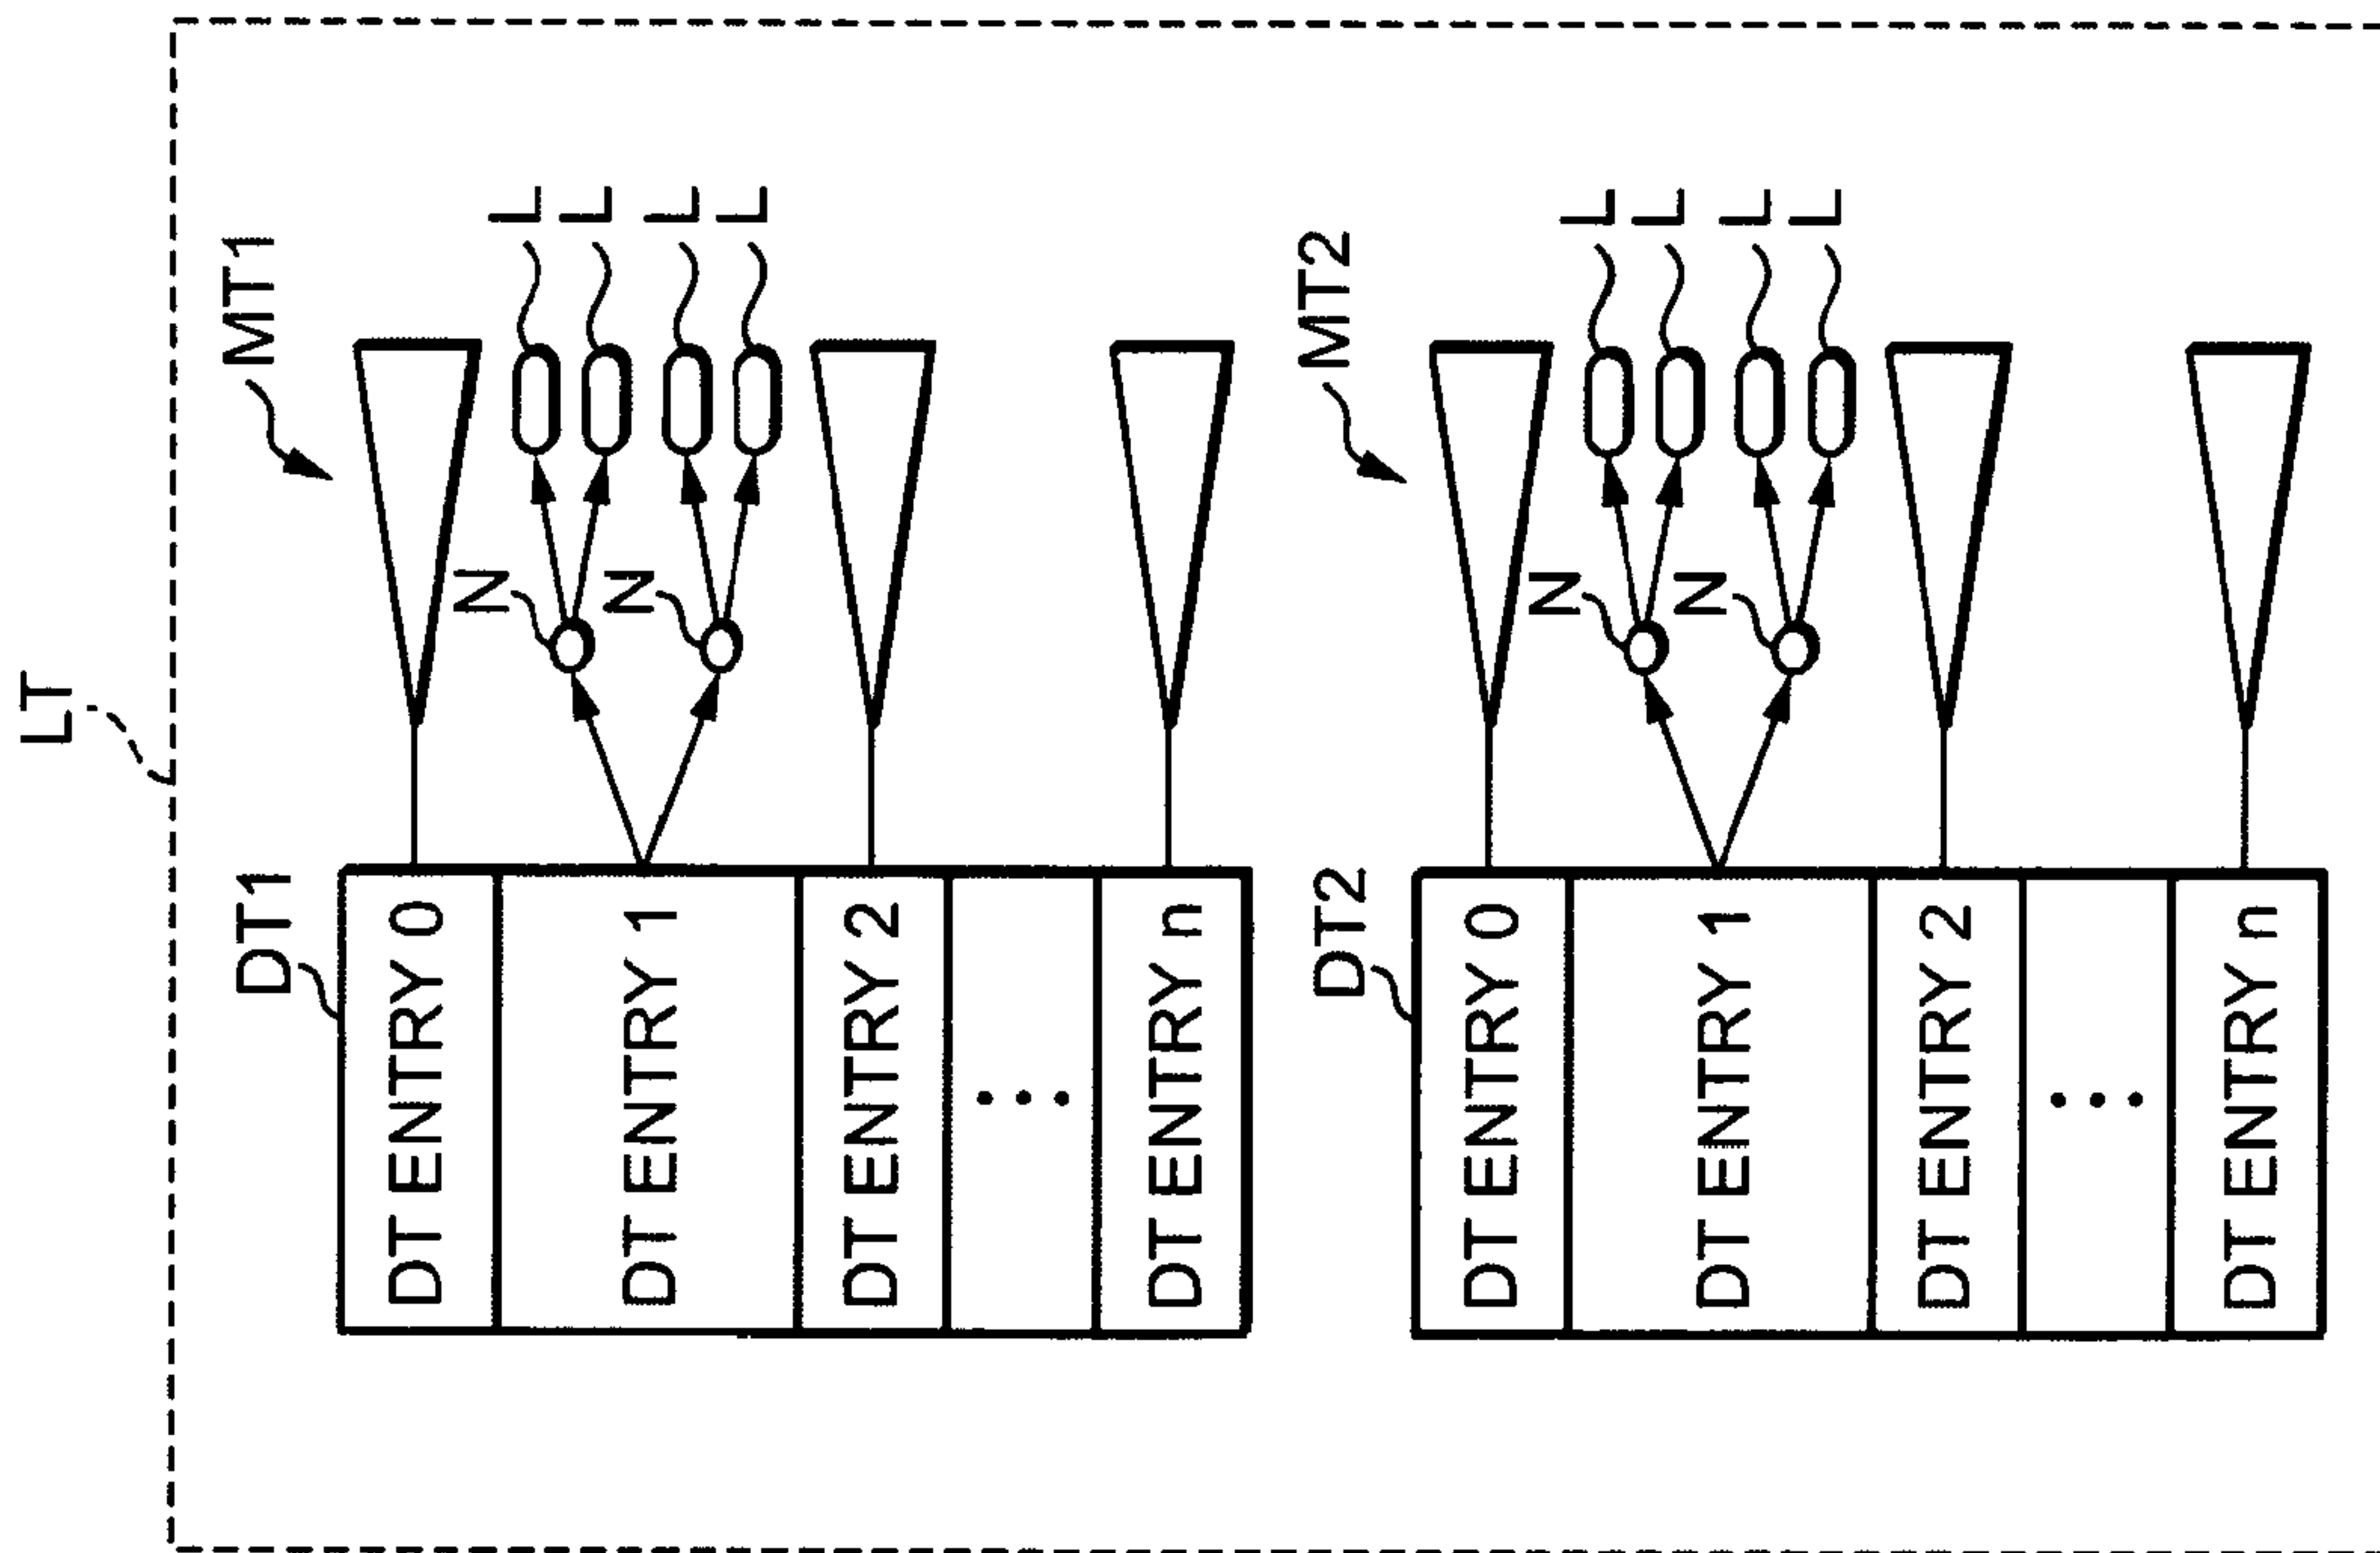 LT
MT1
L
L
L
L
N
N
DT1
DT ENTRY 0
DT ENTRY 1
DT ENTRY 2
• • •
DT ENTRY n
MT2
L
L
L
L
N
N
DT2
DT ENTRY 0
DT ENTRY 1
DT ENTRY 2
• • •
DT ENTRY n